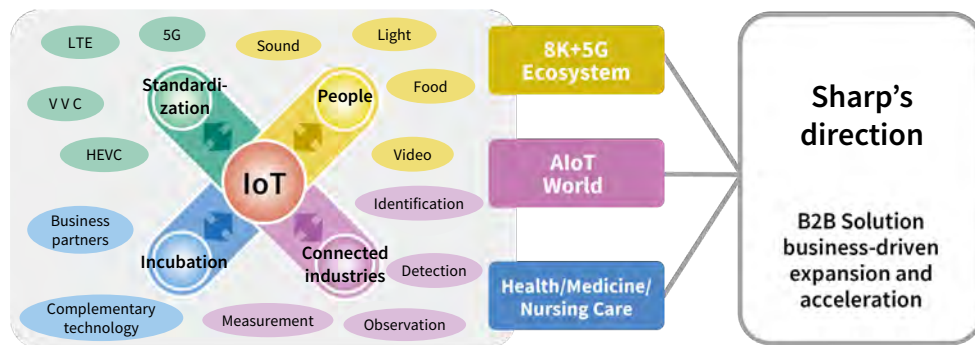 LTE
5G
Sound
Light
Standardi-
zation
People
Food
V V C
HEVC
Video
IoT
Identification
Business
partners
Incubation
Connected
industries
Detection
Complementary
technology
Measurement
Observation
8K+5G
Ecosystem
AIoT
World
Health/Medicine/
Nursing Care
Sharp’s
direction
B2B Solution
business-driven
expansion and
acceleration